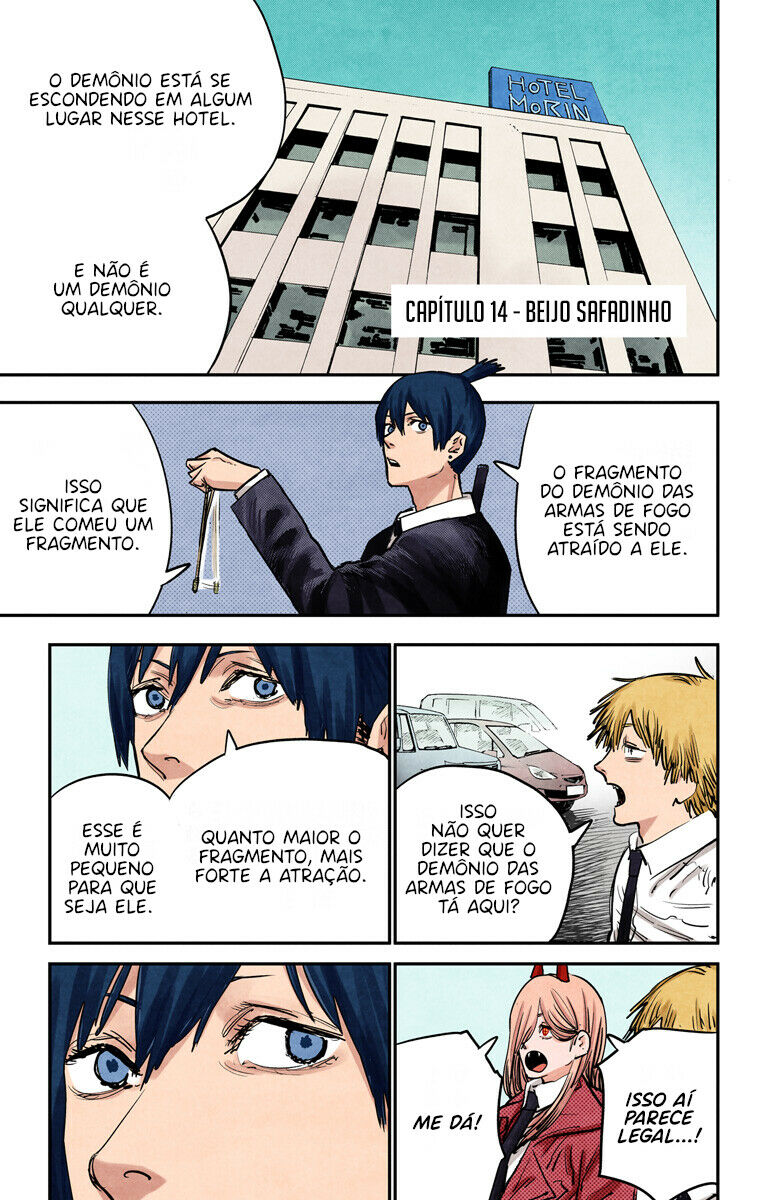 O DEMÔNIO ESTÁ SE
ESCONDENDO EM ALGUM
LUGAR NESSE HOTEL.
HOTEL
MORIN
E NÃO É
UM DEMÔNIO
QUALQUER.
CAPÍTULO 14 - BEIJO SAFADINHO
O FRAGMENTO
DO DEMÔNIO DAS
ARMAS DE FOGO
ESTÁ SENDO
ATRAÍDO A ELE.
ISSO
SIGNIFICA QUE
ELE COMEU UM
FRAGMENTO.
ISSO
NÃO QUER
DIZER QUE O
DEMÔNIO DAS
ARMAS DE FOGO
TÁ AQUI?
QUANTO MAIOR O
FRAGMENTO, MAIS
FORTE A ATRAÇÃO.
ESSE É
MUITO
PEQUENO
PARA QUE
SEJA ELE.
ISSO AÍ
PARECE
LEGAL...!
ME DÁ!